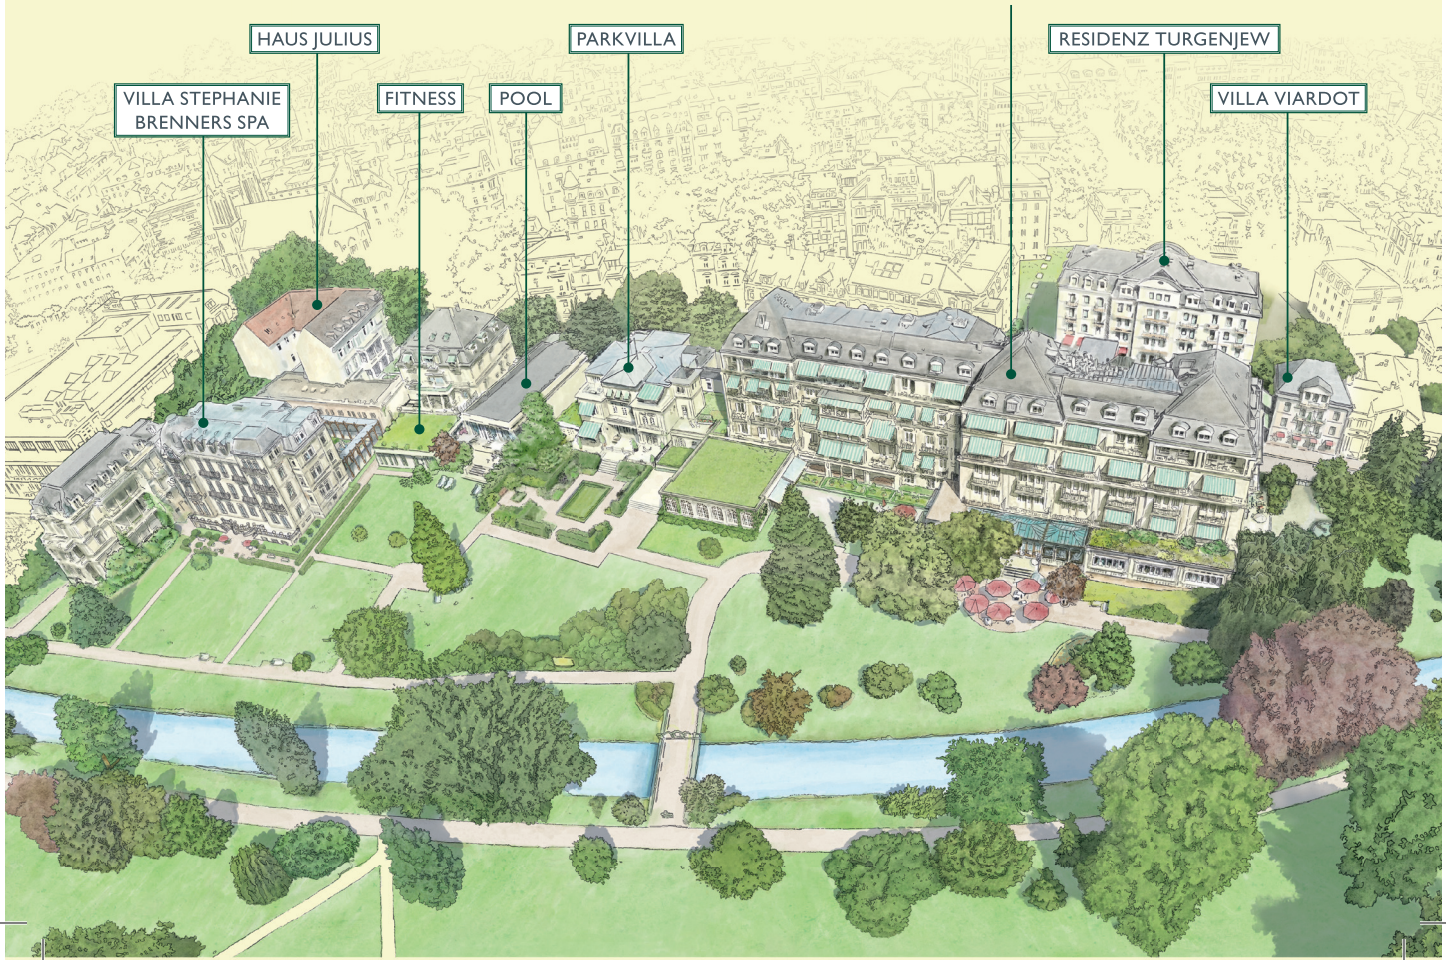 HAUS JULIUS
PARKVILLA
RESIDENZ TURGENJEW
VILLA STEPHANIE
BRENNERS SPA
FITNESS
POOL
VILLA VIARDOT